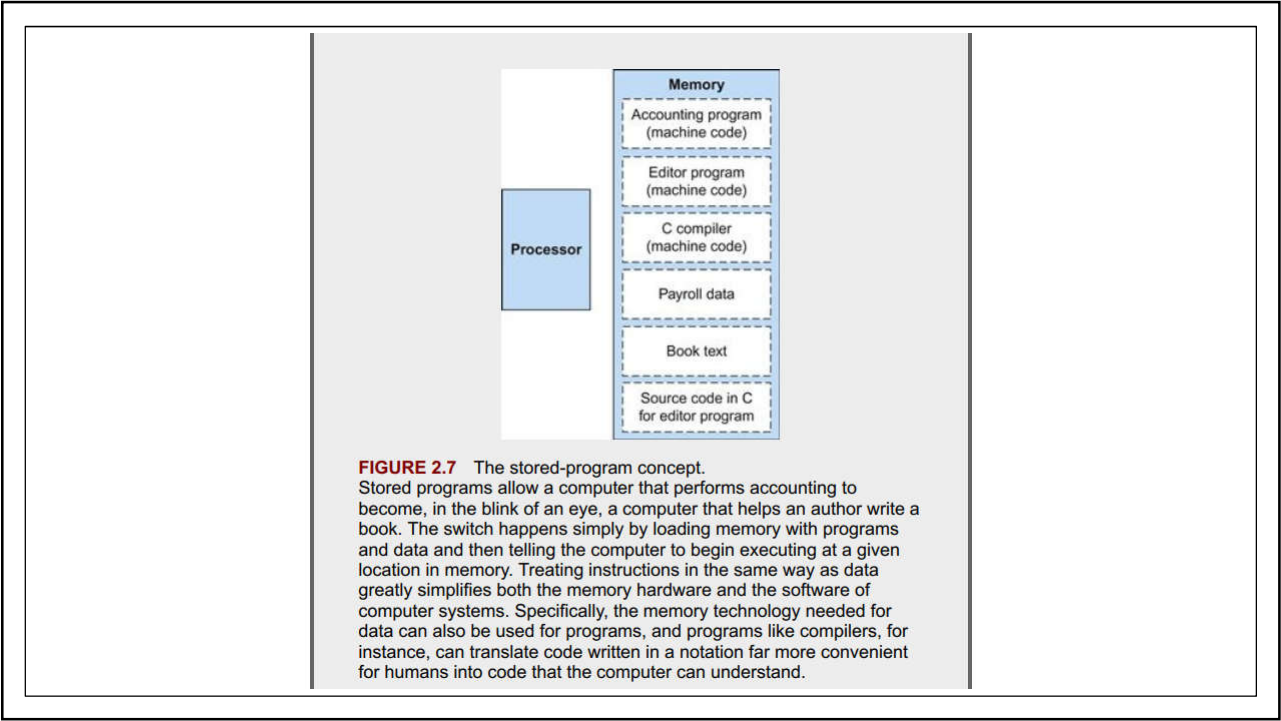 Memory
Accounting program
(machine code)
Editor program
(machine code)
C compiler
(machine code)
Processor
Payroll data
Book text
Source code in C
for editor program
FIGURE 2.7 The stored-program concept.
Stored programs allow a computer that performs accounting to
become, in the blink of an eye, a computer that helps an author write a
book. The switch happens simply by loading memory with programs
and data and then telling the computer to begin executing at a given
location in memory. Treating instructions in the same way as data
greatly simplifies both the memory hardware and the software of
computer systems. Specifically, the memory technology needed for
data can also be used for programs, and programs like compilers, for
instance, can translate code written in a notation far more convenient
for humans into code that the computer can understand.